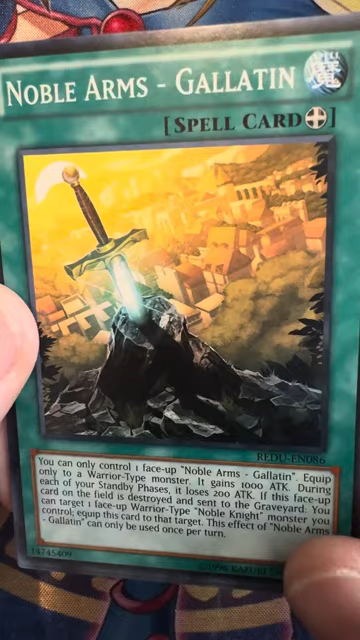 NOBLE ARMS - GALLATIN
[SPELL CARD]
REDU-EN086
You can only control 1 face-up "Noble Arms - Gallatin". Equip
only to a Warrior-Type monster. It gains 1000 ATK. During
each of your Standby Phases, it loses 200 ATK. If this face-up
card on the field is destroyed and sent to the Graveyard: You
can target 1 face-up Warrior-Type "Noble Knight" monster you
control; equip this card to that target. This effect of "Noble Arms
- Gallatin" can only be used once per turn.
14745409
©1996 KAZUKI